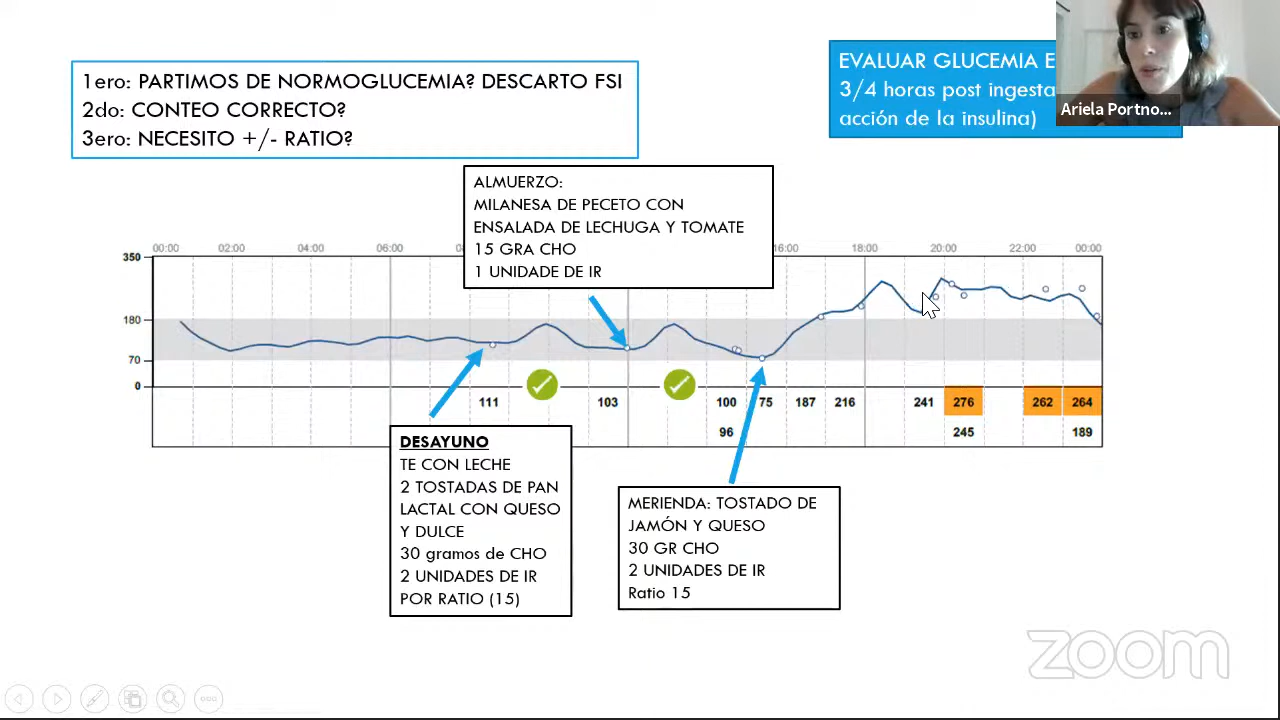 1ero: PARTIMOS DE NORMOGLUCEMIA? DESCARTO FSI
2do: CONTEO CORRECTO?
3ero: NECESITO +/- RATIO?
EVALUAR GLUCEMIA
3/4 horas post ingesta
acción de la insulina)
Ariela Portno...
ALMUERZO:
MILANESA DE PECETO CON
ENSALADA DE LECHUGA Y TOMATE
15 GRA CHO
1 UNIDADE DE IR
00:00 02:00 04:00 06:00 16:00 18:00 20:00 22:00 00:00
350
180
70
0
111 103 100 75 187 216 241 276 262 264
96 245 189
DESAYUNO
TE CON LECHE
2 TOSTADAS DE PAN
LACTAL CON QUESO
Y DULCE
30 gramos de CHO
2 UNIDADES DE IR
POR RATIO (15)
MERIENDA: TOSTADO DE
JAMÓN Y QUESO
30 GR CHO
2 UNIDADES DE IR
Ratio 15
zoom